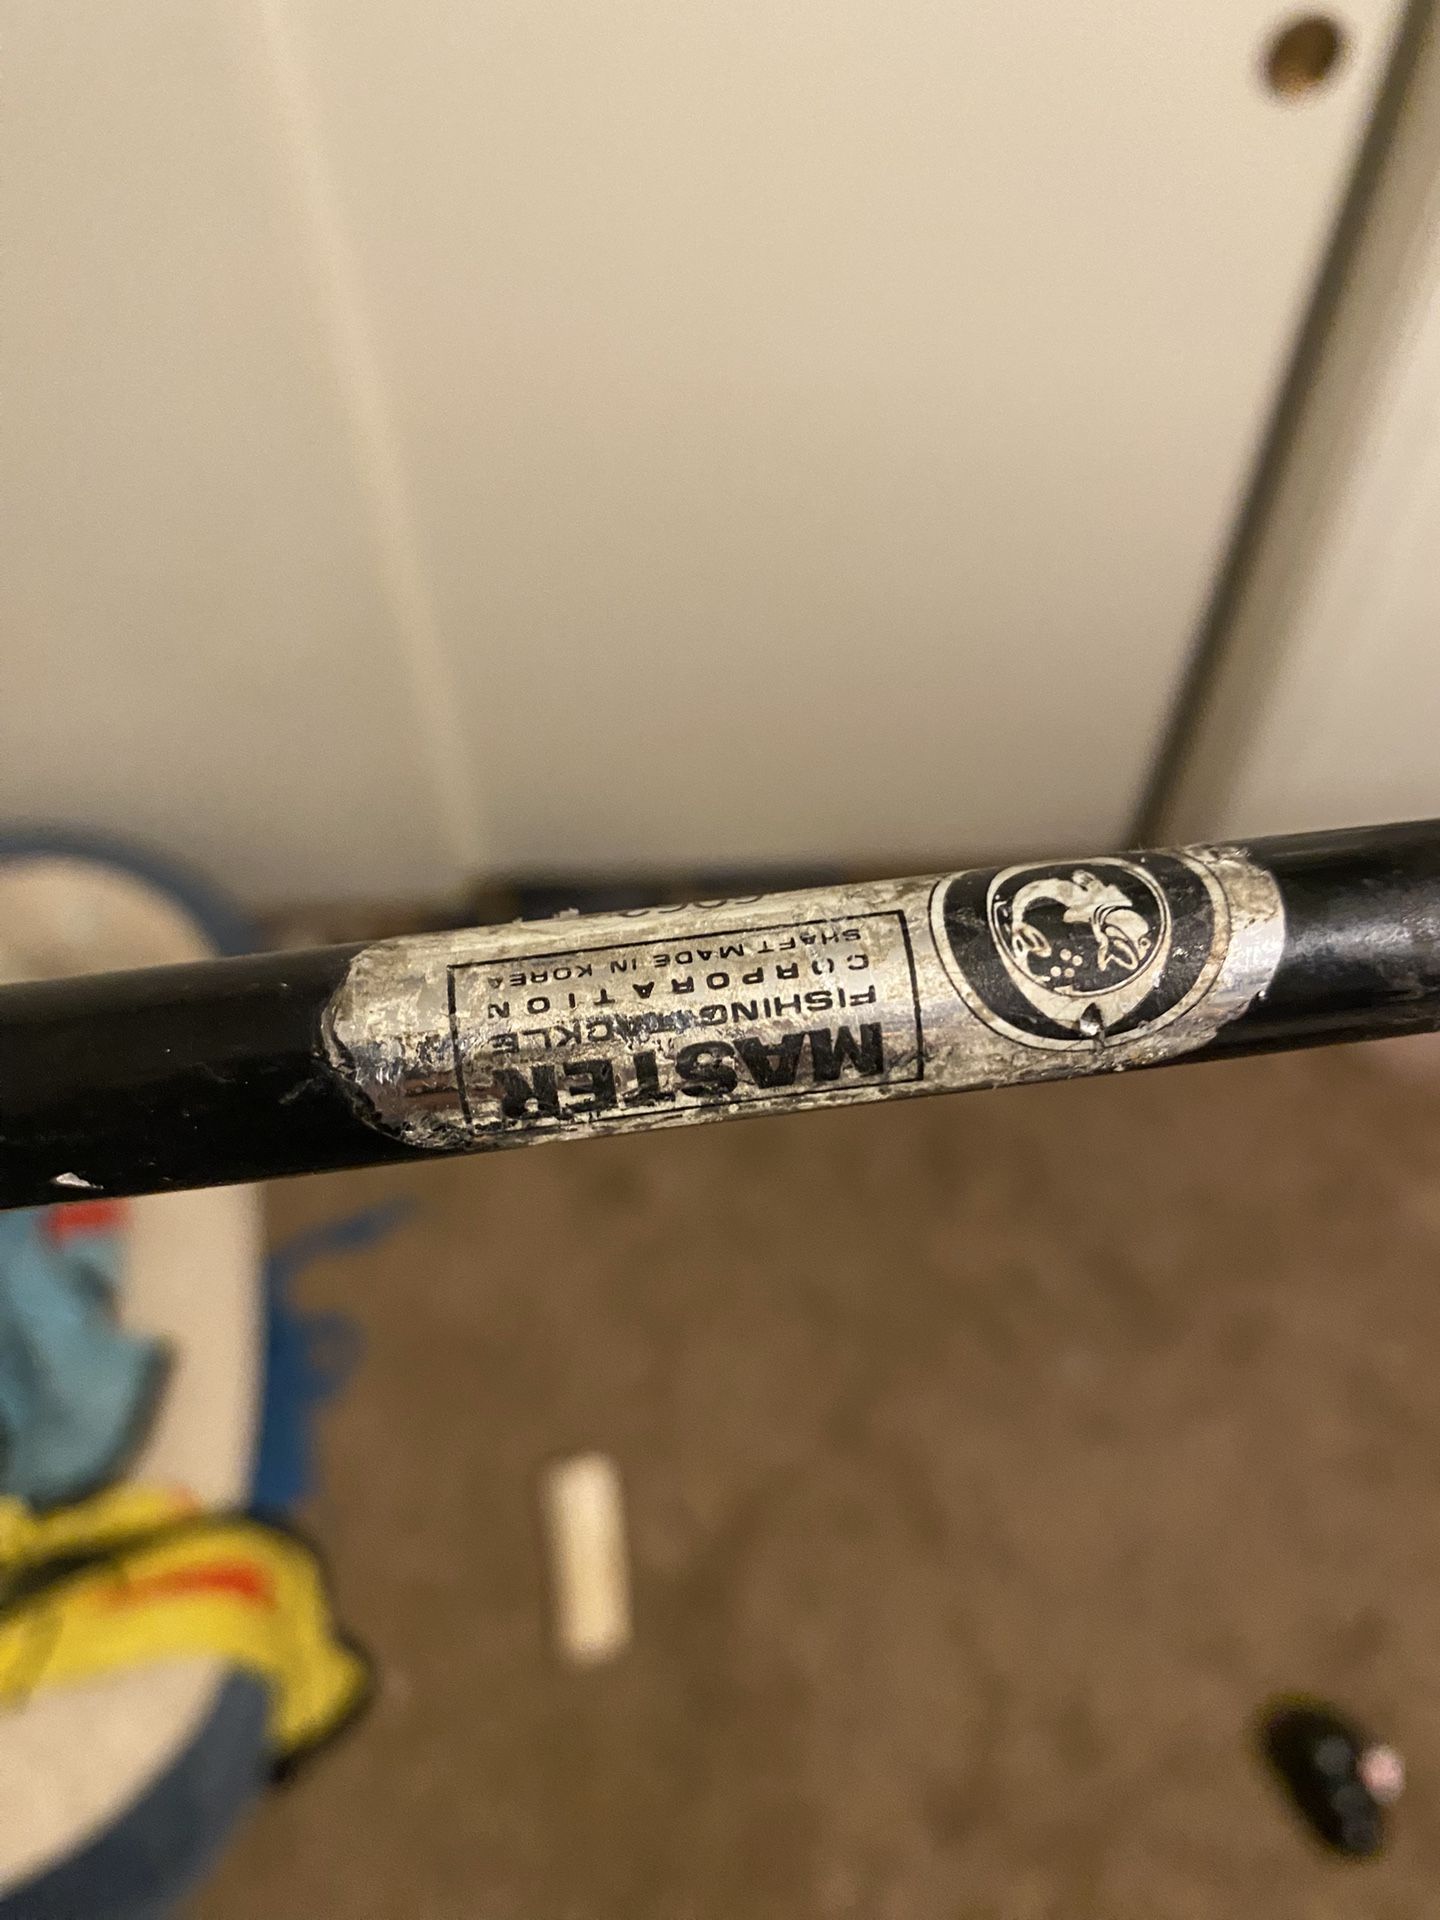 MASTER
FISHING TACKLE
CORPORATION
SHAFT MADE IN KOREA